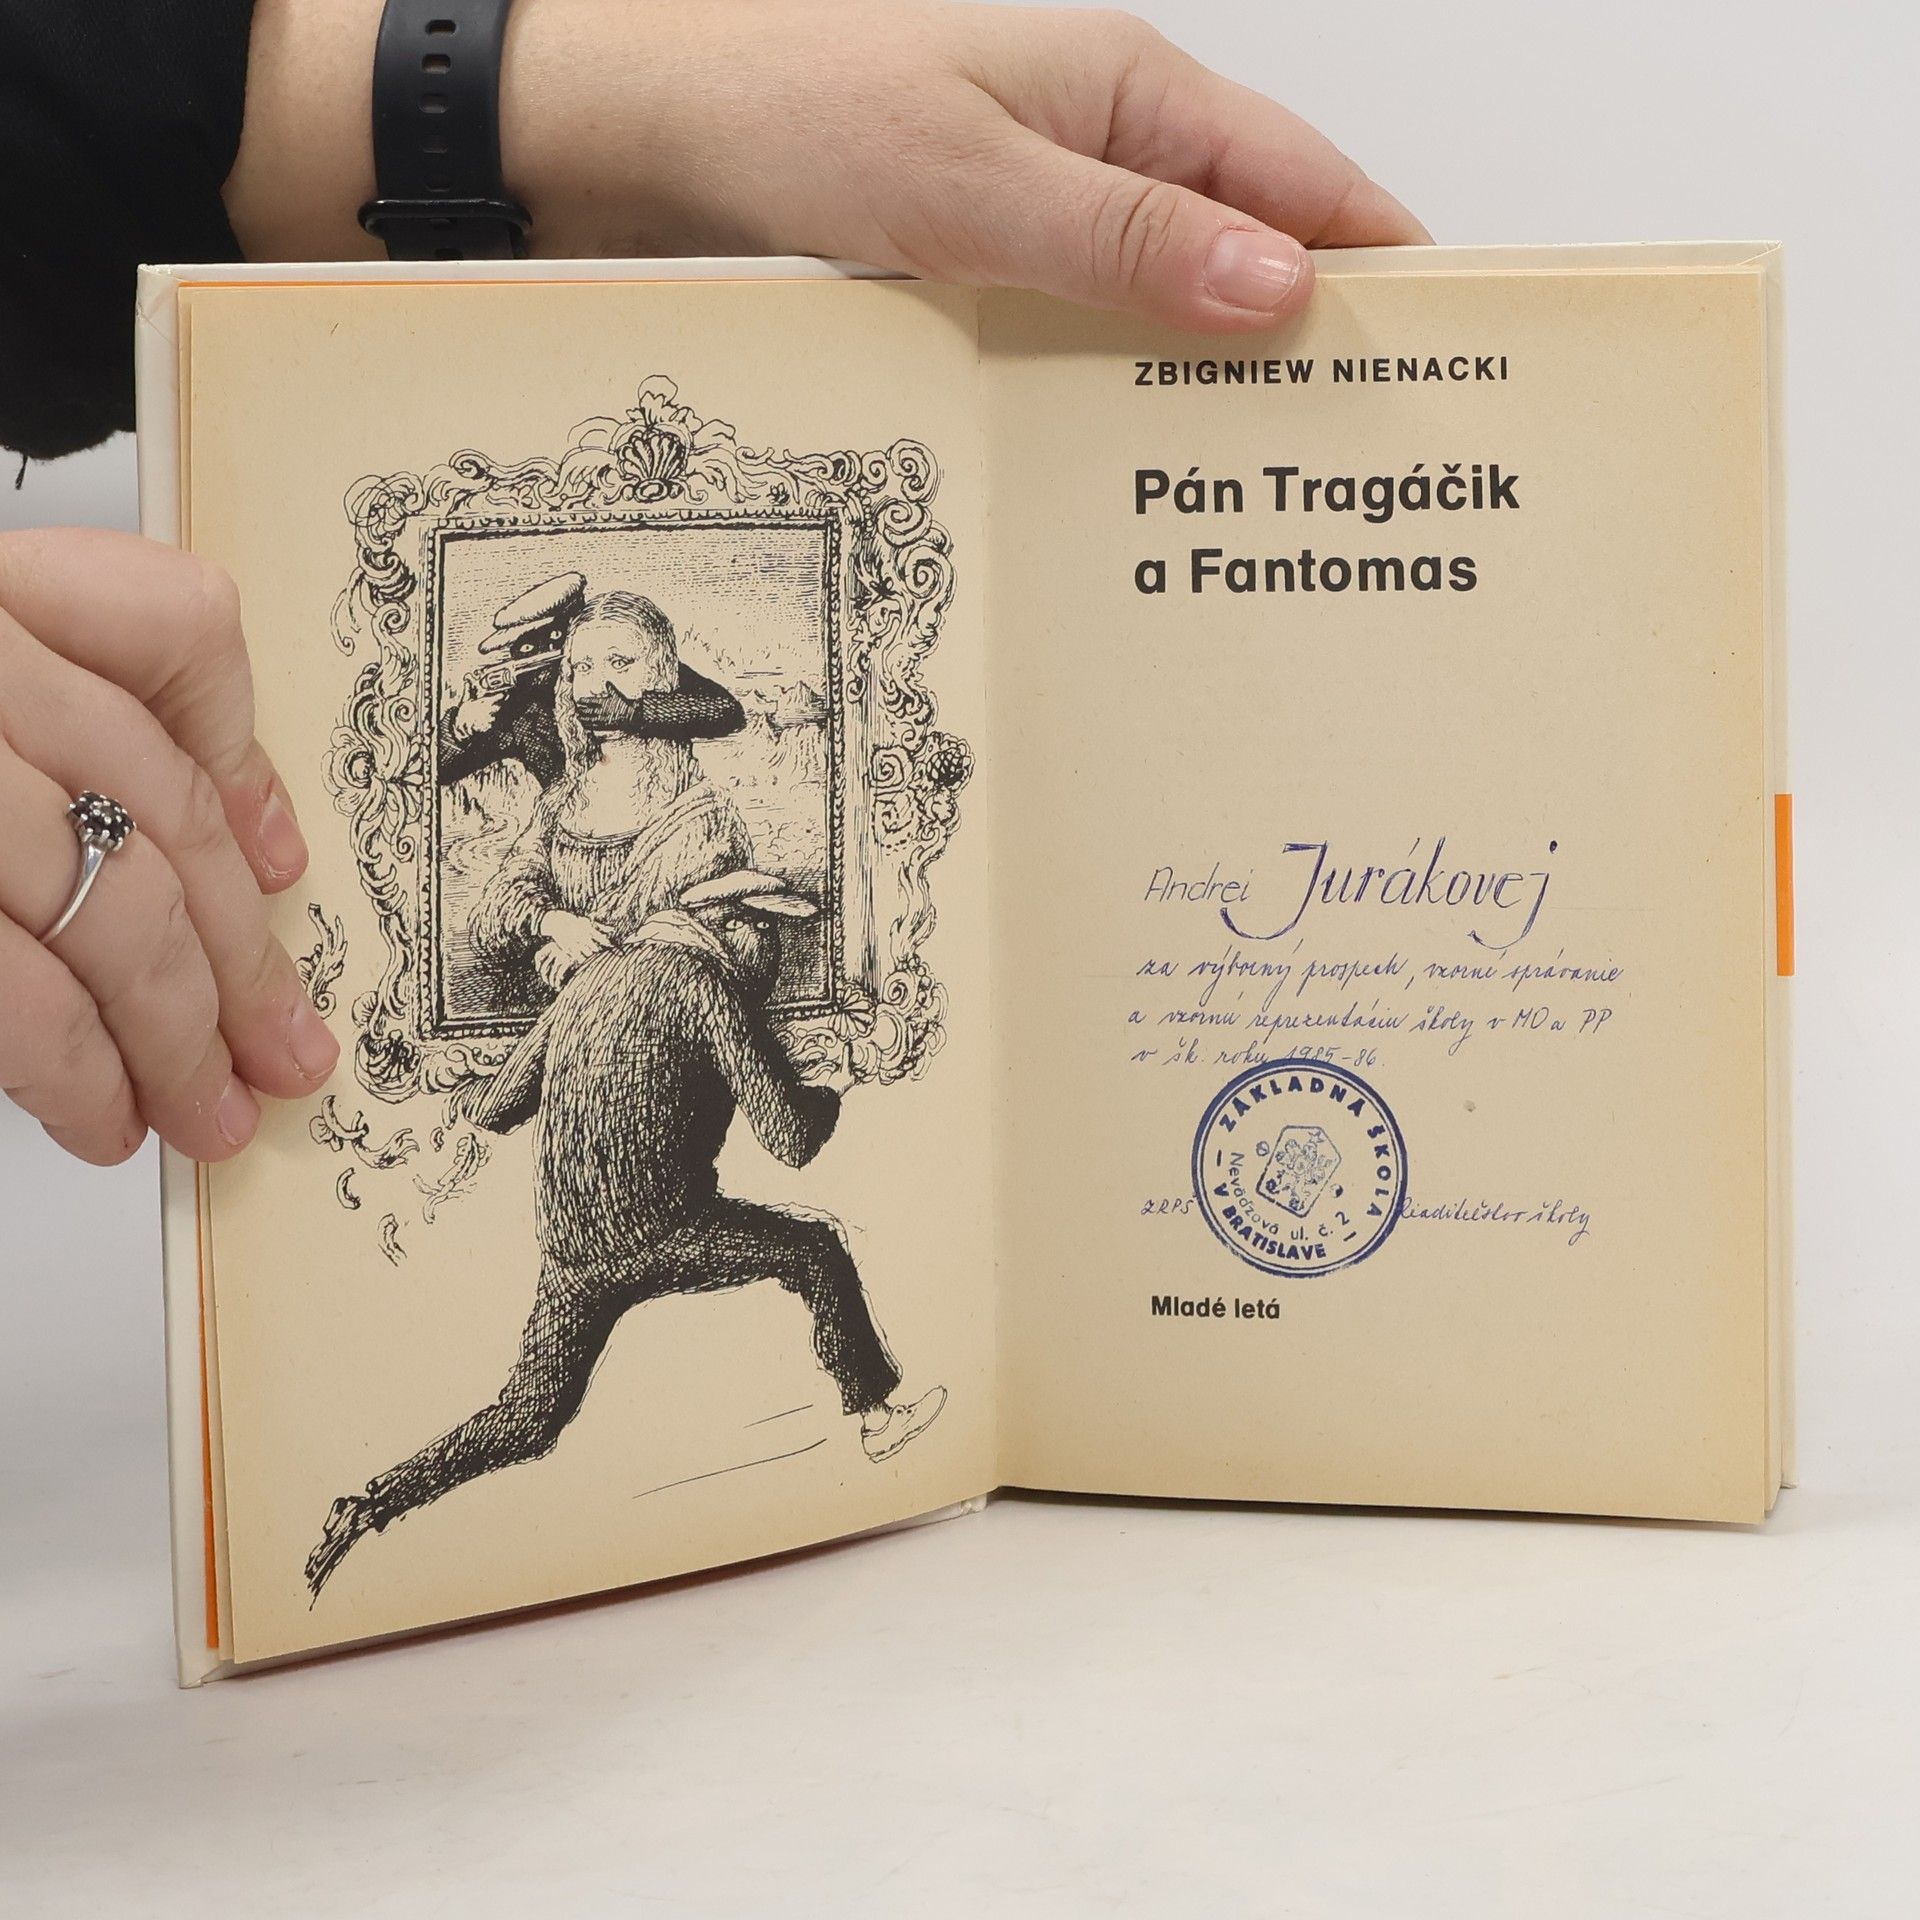 ZBIGNIEW NIENACKI
Pán Tragáčik
a Fantomas
Andrei Jurákovej
za výborný prospech, vzorné správanie
a vzornú reprezentáciu školy v MO a PP
v šk. roku 1985-86.
ZÁKLADNÁ ŠKOLA
Nevädzová ul. č. 2
V BRATISLAVE
ZRPŠ
Riaditeľstvo školy
Mladé letá